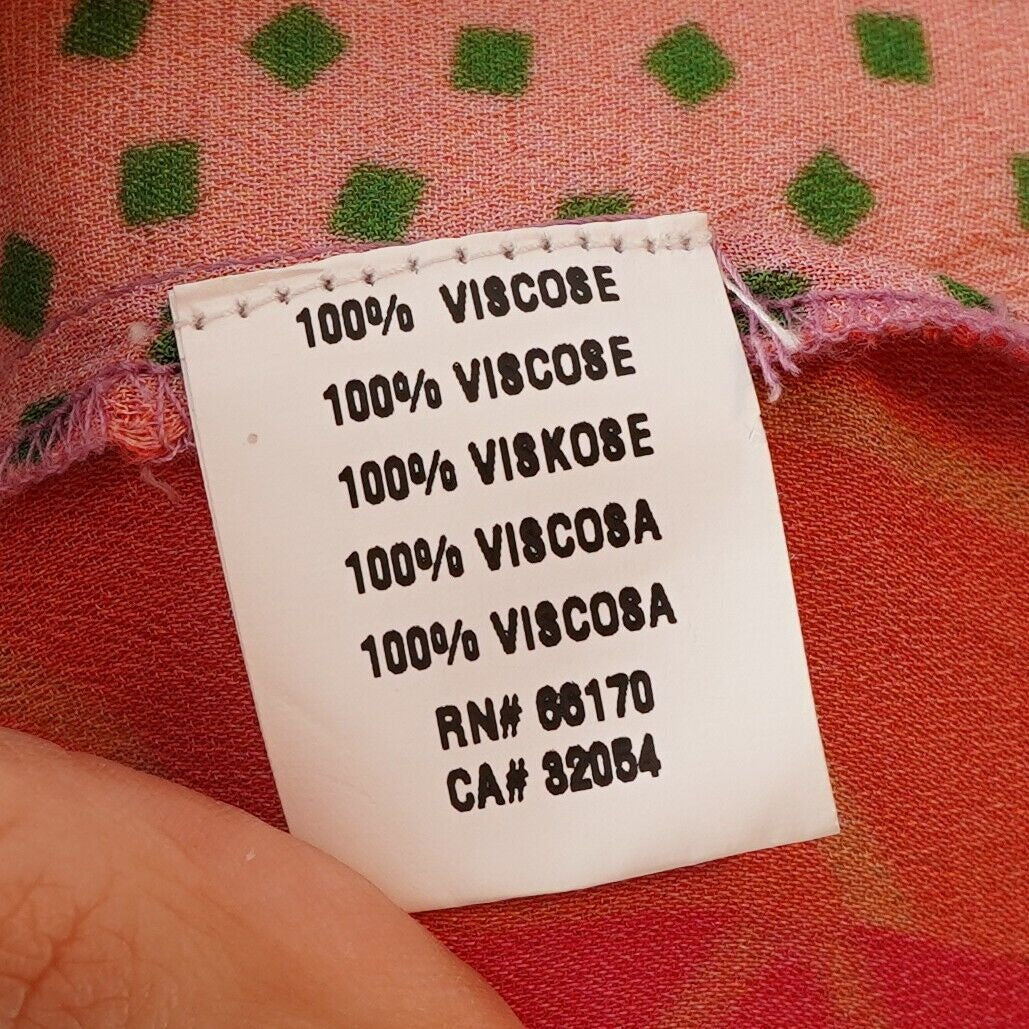 100% VISCOSE
100% VISCOSE
100% VISKOSE
100% VISCOSA
100% VISCOSA
RN# 66170
CA# 32054